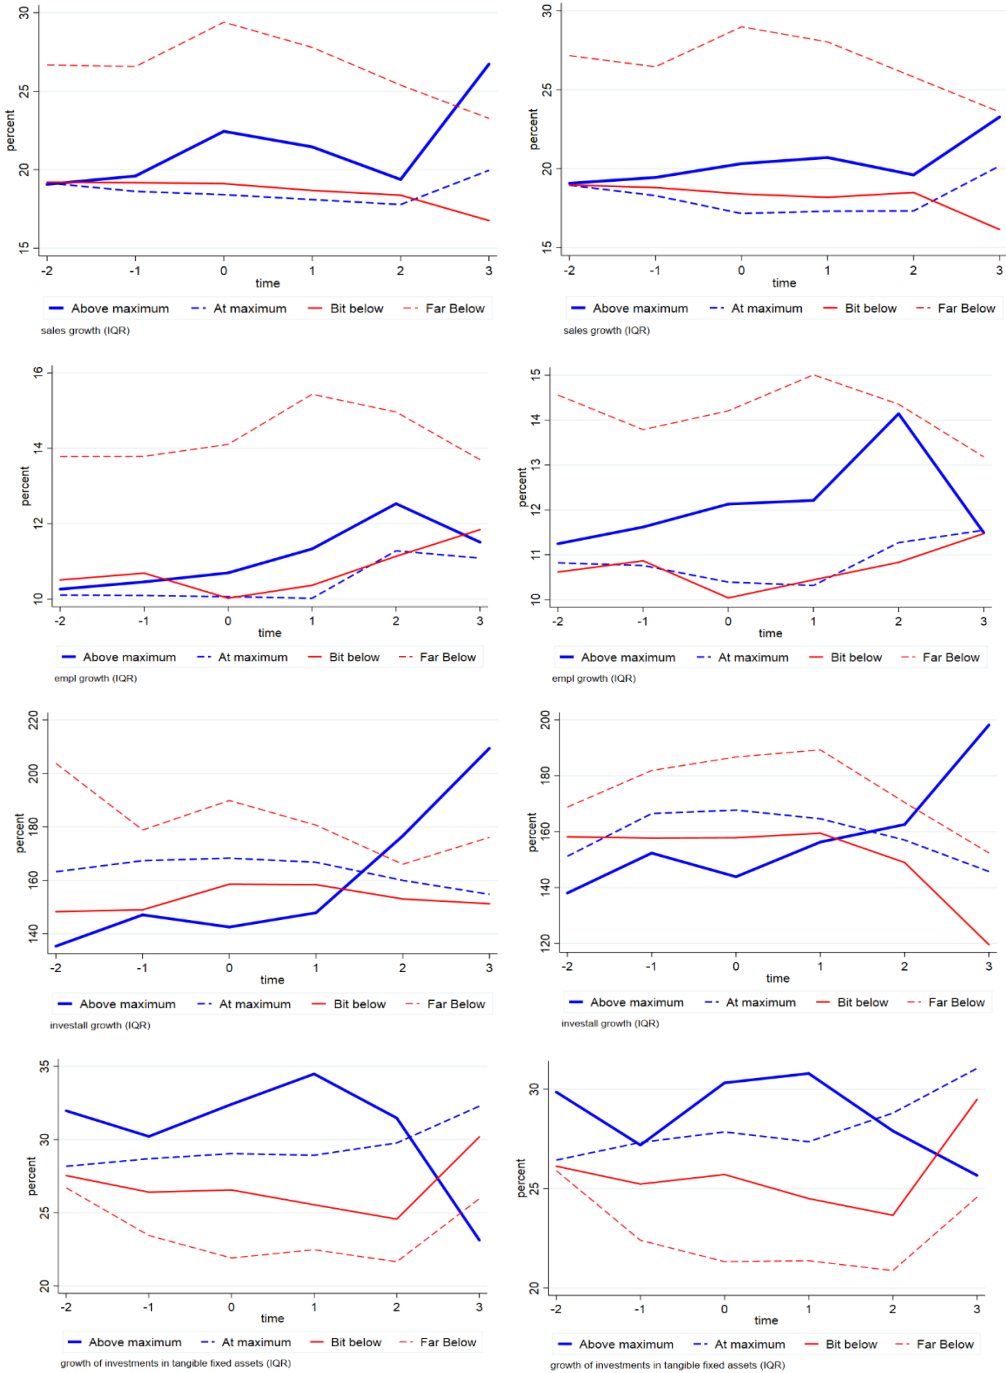 30
25
20
15
percent
-2 -1 0 1 2 3
time
Above maximum At maximum Bit below Far Below
sales growth (IQR)
30
25
20
15
percent
-2 -1 0 1 2 3
time
Above maximum At maximum Bit below Far Below
sales growth (IQR)
16
14
12
10
percent
-2 -1 0 1 2 3
time
Above maximum At maximum Bit below Far Below
empl growth (IQR)
15
14
13
12
11
10
percent
-2 -1 0 1 2 3
time
Above maximum At maximum Bit below Far Below
empl growth (IQR)
220
200
180
160
140
percent
-2 -1 0 1 2 3
time
Above maximum At maximum Bit below Far Below
investall growth (IQR)
200
180
160
140
120
percent
-2 -1 0 1 2 3
time
Above maximum At maximum Bit below Far Below
investall growth (IQR)
35
30
25
20
percent
-2 -1 0 1 2 3
time
Above maximum At maximum Bit below Far Below
growth of investments in tangible fixed assets (IQR)
30
25
20
percent
-2 -1 0 1 2 3
time
Above maximum At maximum Bit below Far Below
growth of investments in tangible fixed assets (IQR)